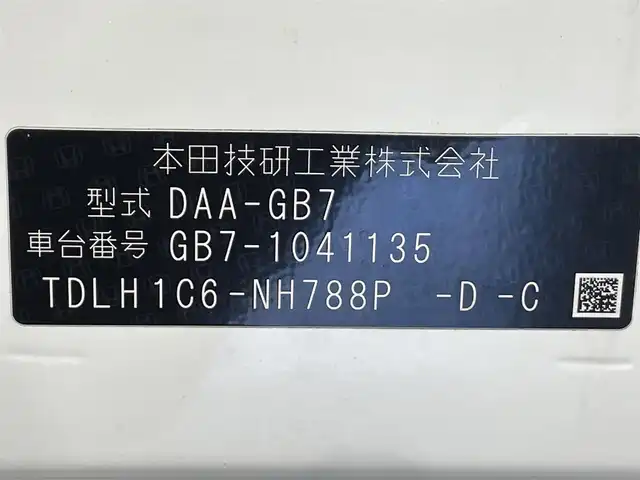 本田技研工業株式会社
型式 DAA-GB7
車台番号 GB7-1041135
TDLH1C6-NH788P -D -C